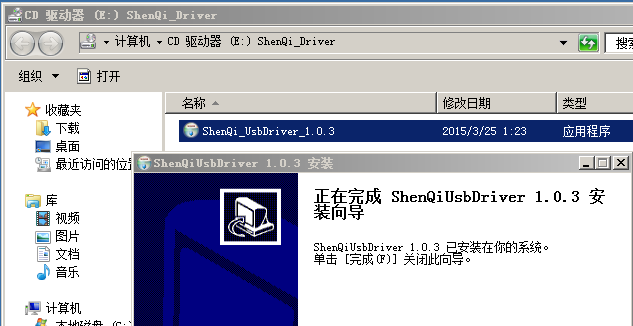 CD 驱动器 (E:) ShenQi_Driver
计算机 CD 驱动器 (E:) ShenQi_Driver 搜索
组织 打开
名称 修改日期 类型
收藏夹
下载
桌面
最近访问的位
库
视频
图片
文档
音乐
计算机
本地磁盘 (C:)
ShenQi_UsbDriver_1.0.3 2015/3/25 1:23 应用程序
ShenQiUsbDriver 1.0.3 安装
正在完成 ShenQiUsbDriver 1.0.3 安
装向导
ShenQiUsbDriver 1.0.3 已安装在你的系统。
单击 [完成(F)] 关闭此向导。